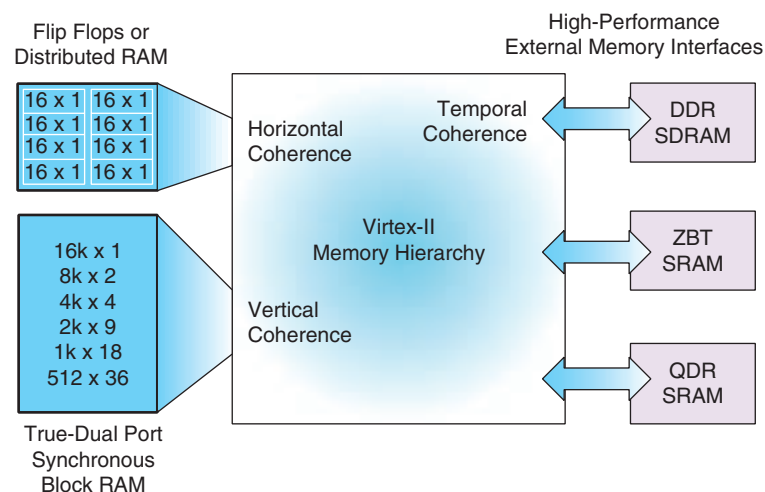 Flip Flops or
Distributed RAM
16 x 1 16 x 1
16 x 1 16 x 1
16 x 1 16 x 1
16 x 1 16 x 1
16k x 1
8k x 2
4k x 4
2k x 9
1k x 18
512 x 36
True-Dual Port
Synchronous
Block RAM
Horizontal
Coherence
Temporal
Coherence
Virtex-II
Memory Hierarchy
Vertical
Coherence
High-Performance
External Memory Interfaces
DDR
SDRAM
ZBT
SRAM
QDR
SRAM